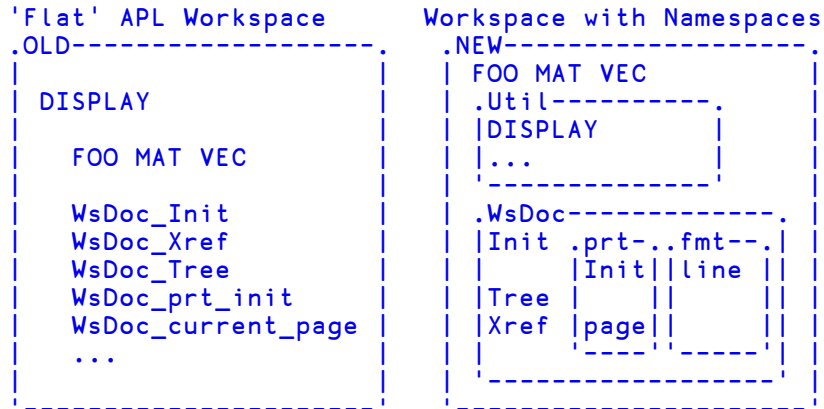 'Flat' APL Workspace      Workspace with Namespaces
.OLD-------------------.   .NEW-------------------.
|                      |   | FOO MAT VEC          |
| DISPLAY              |   | .Util----------.     |
|                      |   | |DISPLAY       |     |
|   FOO MAT VEC        |   | |...           |     |
|                      |   | '--------------'     |
|   WsDoc_Init         |   | .WsDoc-------------. |
|   WsDoc_Xref         |   | |Init .prt-..fmt--.| |
|   WsDoc_Tree         |   | |     |Init||line || |
|   WsDoc_prt_init     |   | |Tree |    ||     || |
|   WsDoc_current_page |   | |Xref |page||     || |
|   ...                |   | |     '----''-----'| |
|                      |   | '------------------' |
'----------------------'   '----------------------'